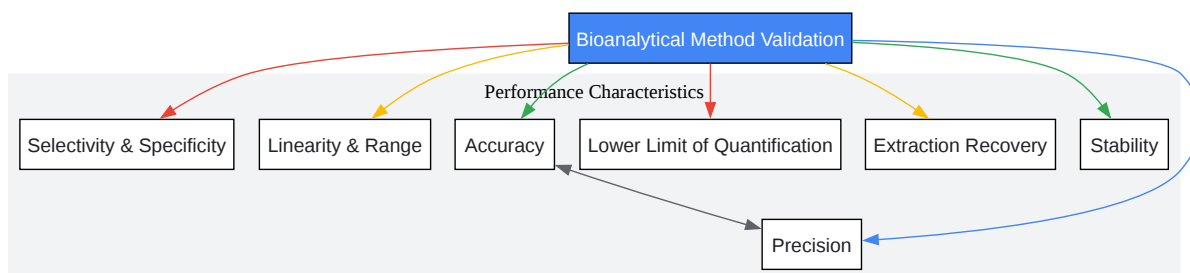 Bioanalytical Method Validation
Performance Characteristics
Selectivity & Specificity
Linearity & Range
Accuracy
Lower Limit of Quantification
Extraction Recovery
Stability
Precision